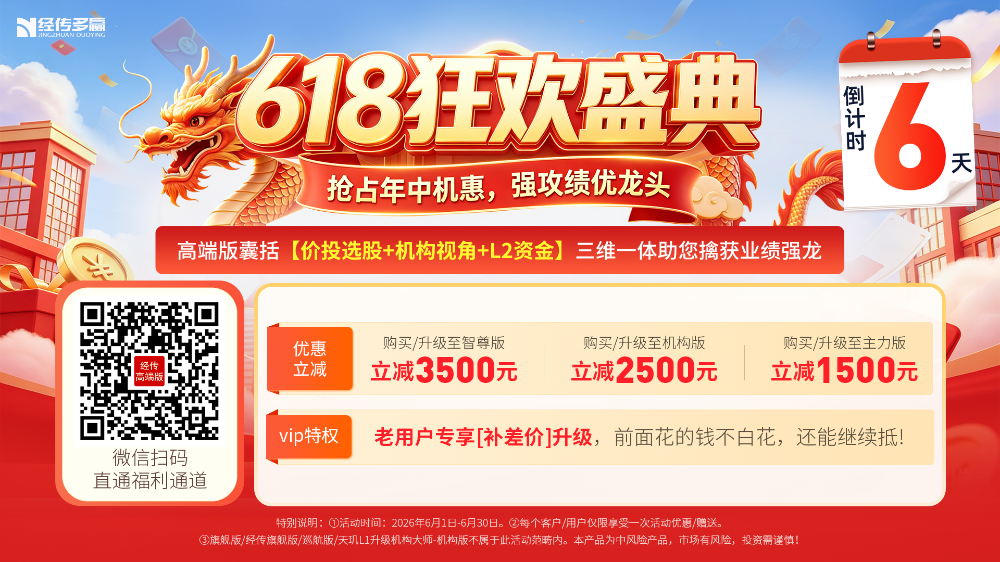 经传多赢
JINGZHUAN DUOYING
618狂欢盛典
抢占年中机惠，强攻绩优龙头
倒计时
6
天
高端版囊括【价投选股+机构视角+L2资金】三维一体助您擒获业绩强龙
经传
高端版
微信扫码
直通福利通道
优惠
立减
购买/升级至智尊版
立减3500元
购买/升级至机构版
立减2500元
购买/升级至主力版
立减1500元
vip特权
老用户专享[补差价]升级，前面花的钱不白花，还能继续抵!
特别说明：①活动时间：2026年6月1日-6月30日。②每个客户/用户仅限享受一次活动优惠/赠送。
③旗舰版/经传旗舰版/巡航版/天玑L1升级机构大师-机构版不属于此活动范畴内。本产品为中风险产品，市场有风险，投资需谨慎！